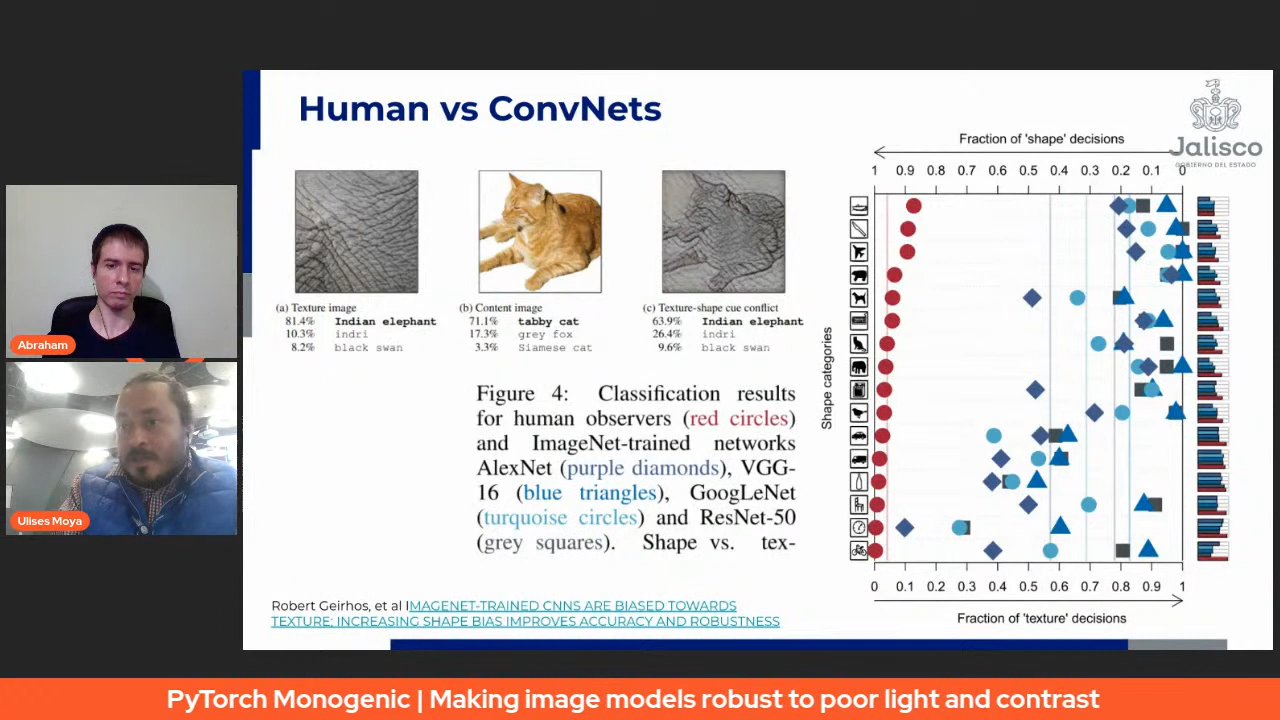 Human vs ConvNets
Jalisco
GOBIERNO DEL ESTADO
Abraham
Ulises Moya
(a) Texture image
81.4% Indian elephant
10.3% indri
8.2% black swan
(b) Content image
71.1% tabby cat
17.3% grey fox
3.3% Siamese cat
(c) Texture-shape cue conflict
63.9% Indian elephant
26.4% indri
9.6% black swan
Figure 4: Classification results
for human observers (red circles)
and ImageNet-trained networks
AlexNet (purple diamonds), VGG-
16 (blue triangles), GoogLeNet
(turquoise circles) and ResNet-50
(grey squares). Shape vs. tex-
Fraction of 'shape' decisions
1 0.9 0.8 0.7 0.6 0.5 0.4 0.3 0.2 0.1 0
Shape categories
0 0.1 0.2 0.3 0.4 0.5 0.6 0.7 0.8 0.9 1
Fraction of 'texture' decisions
Robert Geirhos, et al IMAGENET-TRAINED CNNS ARE BIASED TOWARDS
TEXTURE; INCREASING SHAPE BIAS IMPROVES ACCURACY AND ROBUSTNESS
PyTorch Monogenic | Making image models robust to poor light and contrast